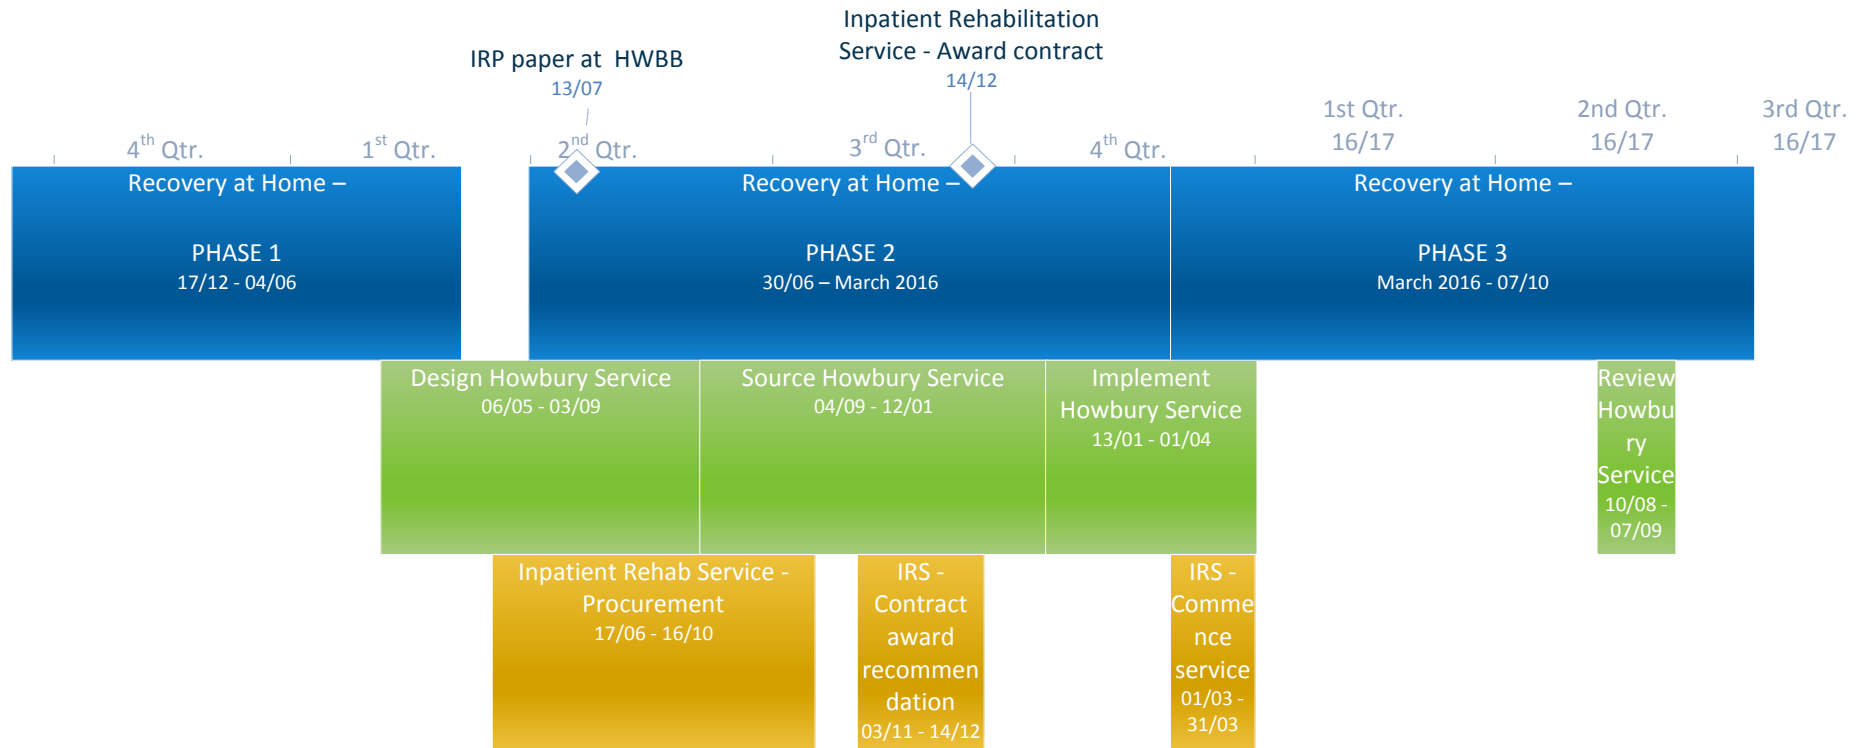 Inpatient Rehabilitation
Service - Award contract
14/12
IRP paper at HWBB
13/07
4th Qtr.
1st Qtr.
2nd Qtr.
3rd Qtr.
4th Qtr.
1st Qtr.
16/17
2nd Qtr.
16/17
3rd Qtr.
16/17
Recovery at Home –
PHASE 1
17/12 - 04/06
Recovery at Home –
PHASE 2
30/06 – March 2016
Recovery at Home –
PHASE 3
March 2016 - 07/10
Design Howbury Service
06/05 - 03/09
Source Howbury Service
04/09 - 12/01
Implement
Howbury Service
13/01 - 01/04
Review
Howbu
ry
Service
10/08 -
07/09
Inpatient Rehab Service -
Procurement
17/06 - 16/10
IRS -
Contract
award
recommen
dation
03/11 - 14/12
IRS -
Comme
nce
service
01/03 -
31/03